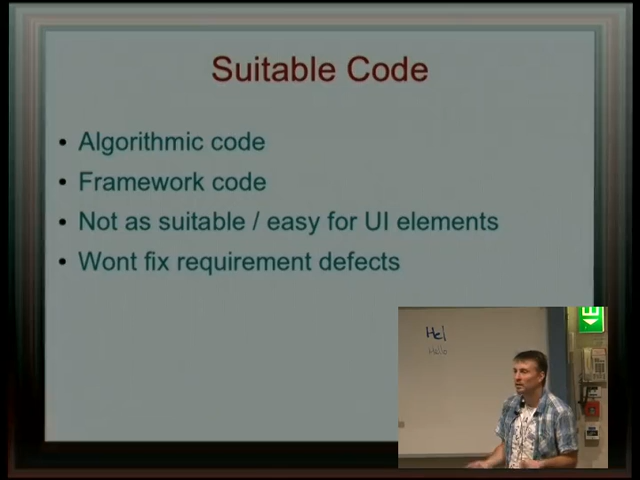 Suitable Code
• Algorithmic code
• Framework code
• Not as suitable / easy for UI elements
• Wont fix requirement defects
Hel
Hello